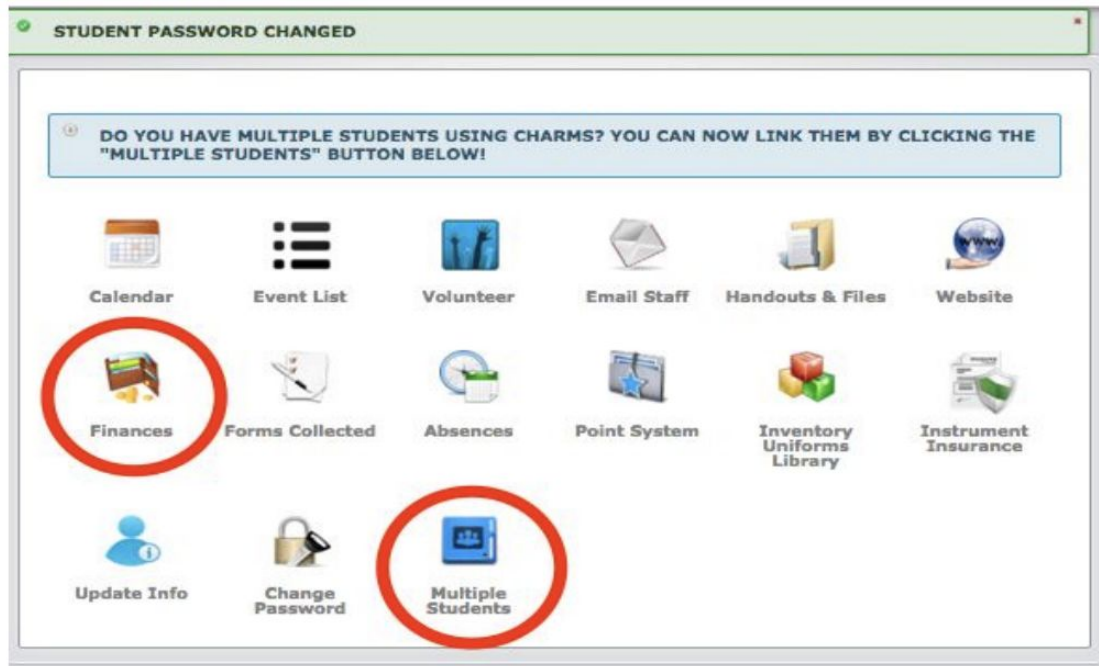 STUDENT PASSWORD CHANGED
DO YOU HAVE MULTIPLE STUDENTS USING CHARMS? YOU CAN NOW LINK THEM BY CLICKING THE
"MULTIPLE STUDENTS" BUTTON BELOW!
www.
Calendar
Event List
Volunteer
Email Staff
Handouts & Files
Website
Finances
Forms Collected
Absences
Point System
Inventory
Uniforms
Library
Instrument
Insurance
Update Info
Change
Password
Multiple
Students